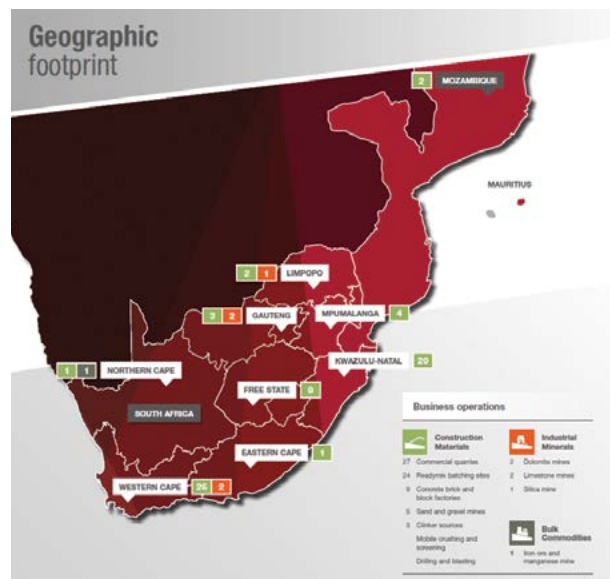 Geographic
footprint
2 MOZAMBIQUE
MAURITIUS
2 1 LIMPOPO
3 2 GAUTENG
MPUMALANGA 4
KWAZULU-NATAL 20
1 1 NORTHERN CAPE
FREE STATE
SOUTH AFRICA
EASTERN CAPE 1
WESTERN CAPE 26 2
Business operations
Construction
Materials
27 Commercial quarries
24 Readymix batching sites
9 Concrete brick and
block factories
5 Sand and gravel mines
3 Clinker sources
Mobile crushing and
screening
Drilling and blasting
Industrial
Minerals
2 Dolomite mines
2 Limestone mines
1 Silica mine
Bulk
Commodities
1 Iron ore and
manganese mine